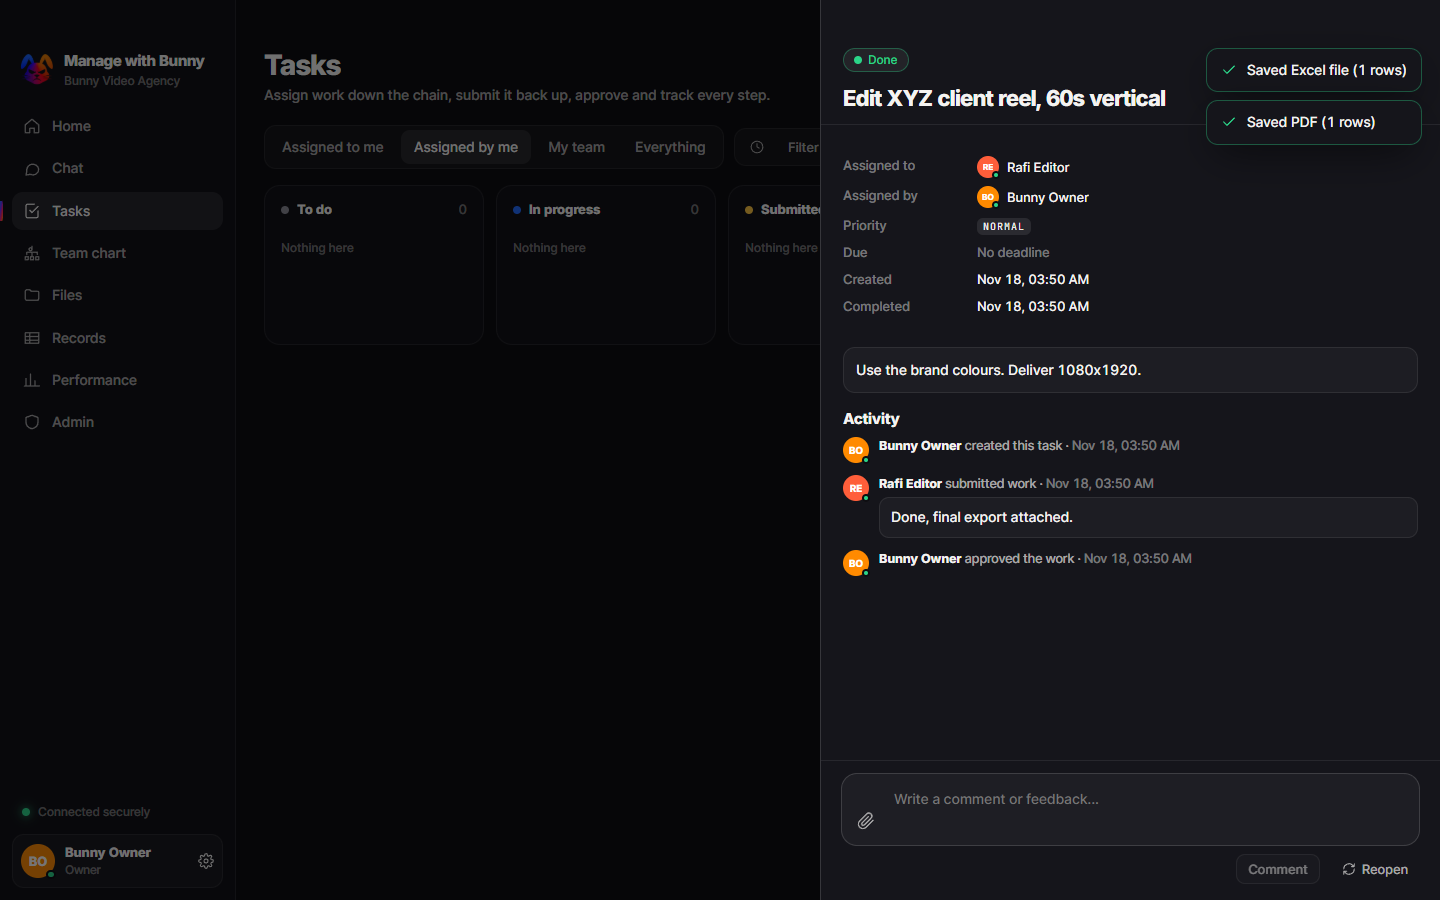 Manage with Bunny
Bunny Video Agency
Home
Chat
Tasks
Team chart
Files
Records
Performance
Admin
Connected securely
BO
Bunny Owner
Owner
Tasks
Assign work down the chain, submit it back up, approve and track every step.
Assigned to me
Assigned by me
My team
Everything
Filter
To do 0
Nothing here
In progress 0
Nothing here
Submitte
Nothing here
Done
Edit XYZ client reel, 60s vertical
Saved Excel file (1 rows)
Saved PDF (1 rows)
Assigned to RE Rafi Editor
Assigned by BO Bunny Owner
Priority NORMAL
Due No deadline
Created Nov 18, 03:50 AM
Completed Nov 18, 03:50 AM
Use the brand colours. Deliver 1080x1920.
Activity
BO Bunny Owner created this task · Nov 18, 03:50 AM
RE Rafi Editor submitted work · Nov 18, 03:50 AM
Done, final export attached.
BO Bunny Owner approved the work · Nov 18, 03:50 AM
Write a comment or feedback...
Comment
Reopen